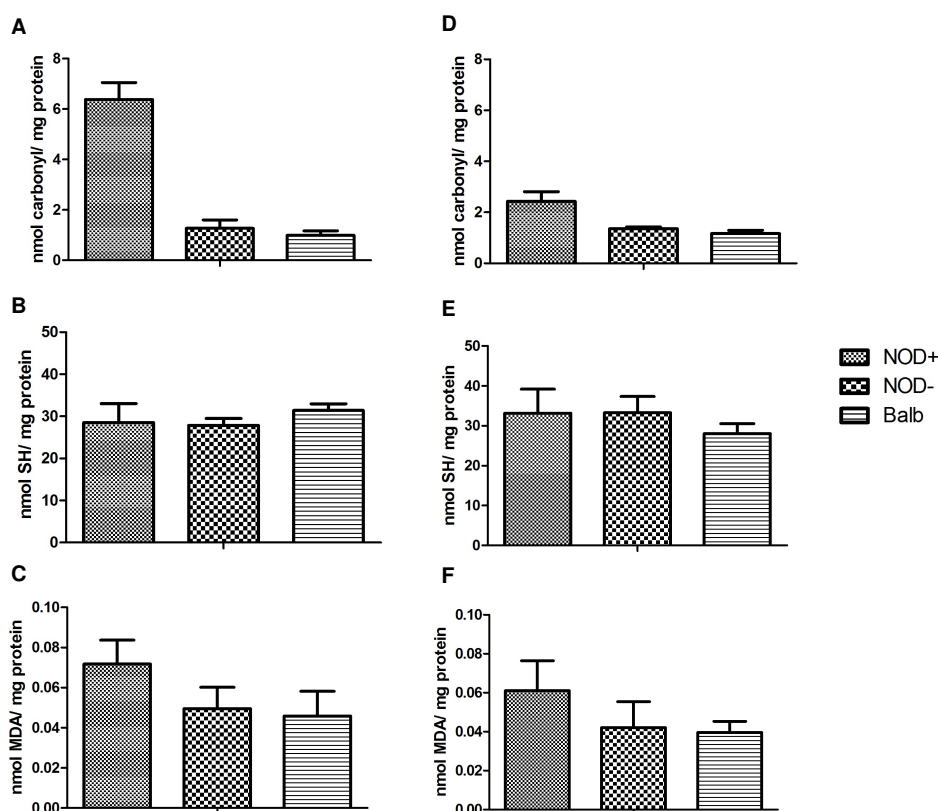 A
nmol carbonyl/ mg protein
8
6
4
2
0
D
nmol carbonyl/ mg protein
8
6
4
2
0
B
nmol SH/ mg protein
50
40
30
20
10
0
E
nmol SH/ mg protein
50
40
30
20
10
0
NOD+
NOD-
Balb
C
nmol MDA/ mg protein
0.10
0.08
0.06
0.04
0.02
0.00
F
nmol MDA/ mg protein
0.10
0.08
0.06
0.04
0.02
0.00